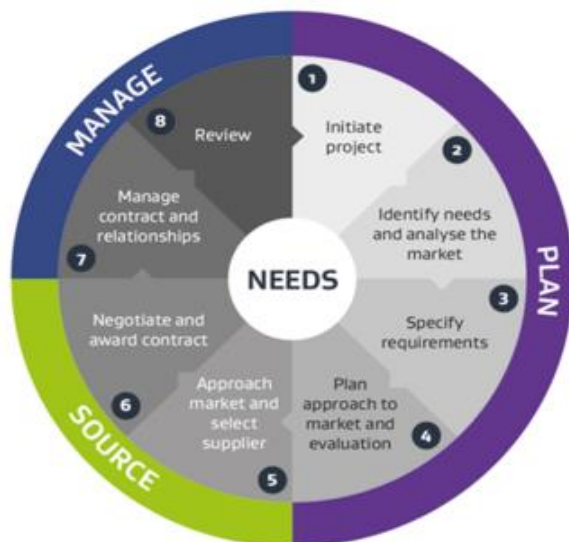 PLAN
1
Initiate
project
2
Identify needs
and analyse the
market
3
Specify
requirements
4
Plan
approach to
market and
evaluation
SOURCE
5
Approach
market and
select
supplier
6
Negotiate and
award contract
MANAGE
7
Manage
contract and
relationships
8
Review
NEEDS